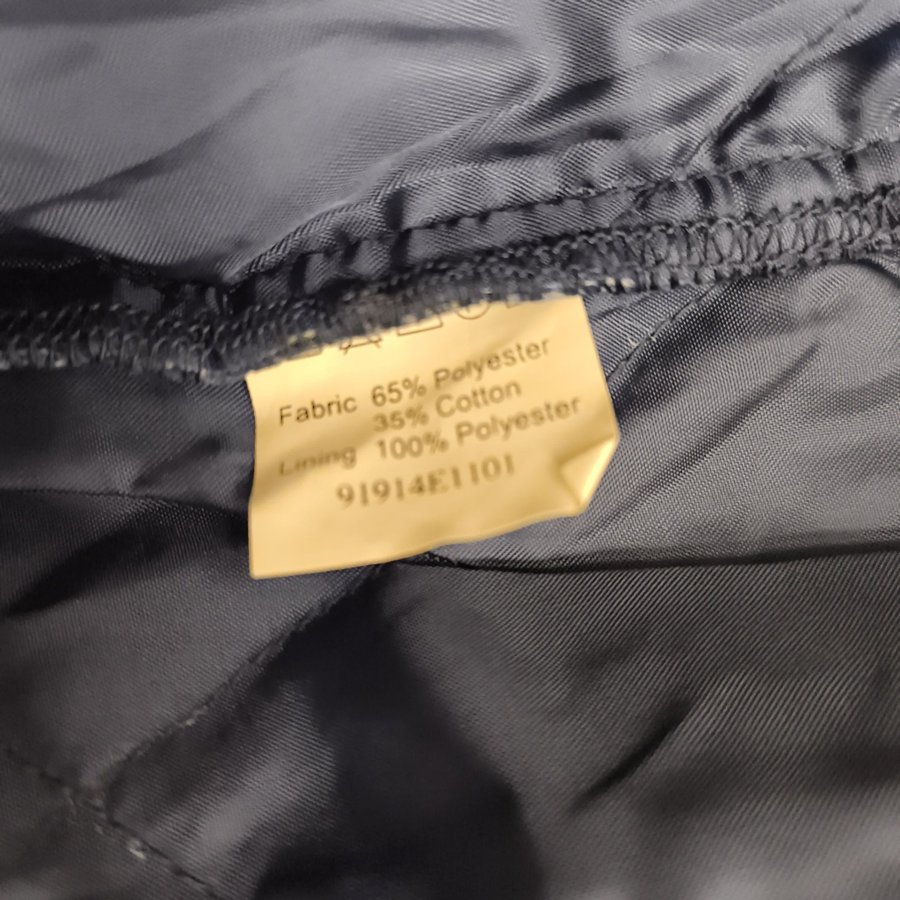 Fabric 65% Polyester
35% Cotton
Lining 100% Polyester
91914E1101